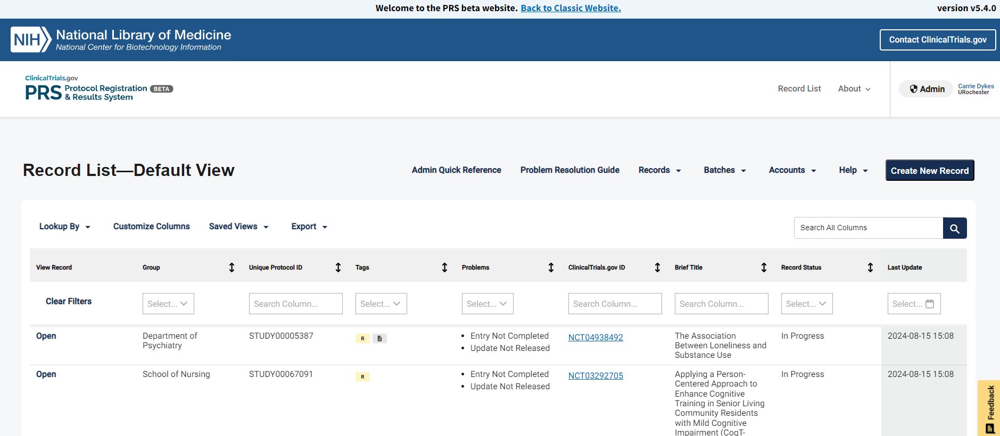 Welcome to the PRS beta website. Back to Classic Website.
version v5.4.0
NIH
National Library of Medicine
National Center for Biotechnology Information
Contact ClinicalTrials.gov
ClinicalTrials.gov
PRS Protocol Registration BETA
& Results System
Record List
About
Admin
Carrie Dykes
URochester
Record List—Default View
Admin Quick Reference
Problem Resolution Guide
Records
Batches
Accounts
Help
Create New Record
Lookup By
Customize Columns
Saved Views
Export
Search All Columns
View Record
Group
Unique Protocol ID
Tags
Problems
ClinicalTrials.gov ID
Brief Title
Record Status
Last Update
Clear Filters
Select...
Search Column...
Select...
Select...
Search Column...
Search Column...
Select...
Select...
Open
Department of
Psychiatry
STUDY00005387
R
• Entry Not Completed
• Update Not Released
NCT04938492
The Association
Between Loneliness and
Substance Use
In Progress
2024-08-15 15:08
Open
School of Nursing
STUDY00067091
R
• Entry Not Completed
• Update Not Released
NCT03292705
Applying a Person-
Centered Approach to
Enhance Cognitive
Training in Senior Living
Community Residents
with Mild Cognitive
Impairment (CogT-
In Progress
2024-08-15 15:08
Feedback